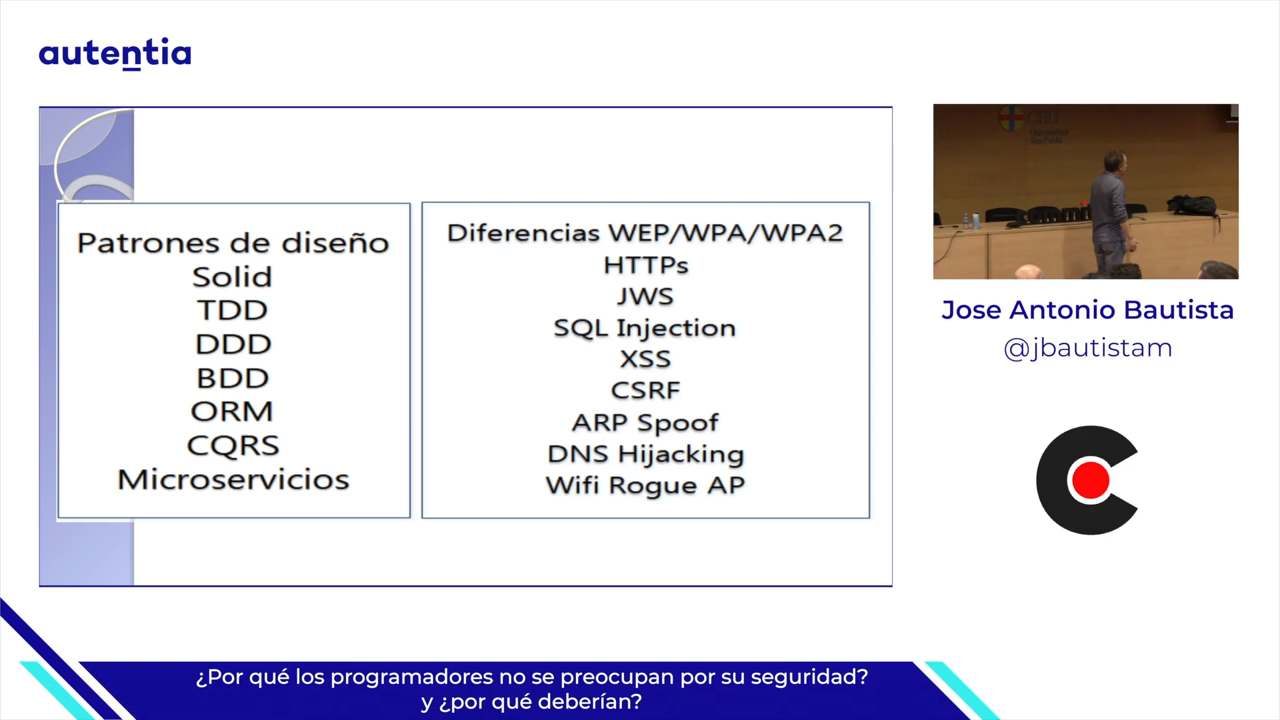 autentia
Patrones de diseño
Solid
TDD
DDD
BDD
ORM
CQRS
Microservicios
Diferencias WEP/WPA/WPA2
HTTPs
JWS
SQL Injection
XSS
CSRF
ARP Spoof
DNS Hijacking
Wifi Rogue AP
CEU
Jose Antonio Bautista
@jbautistam
¿Por qué los programadores no se preocupan por su seguridad?
y ¿por qué deberían?